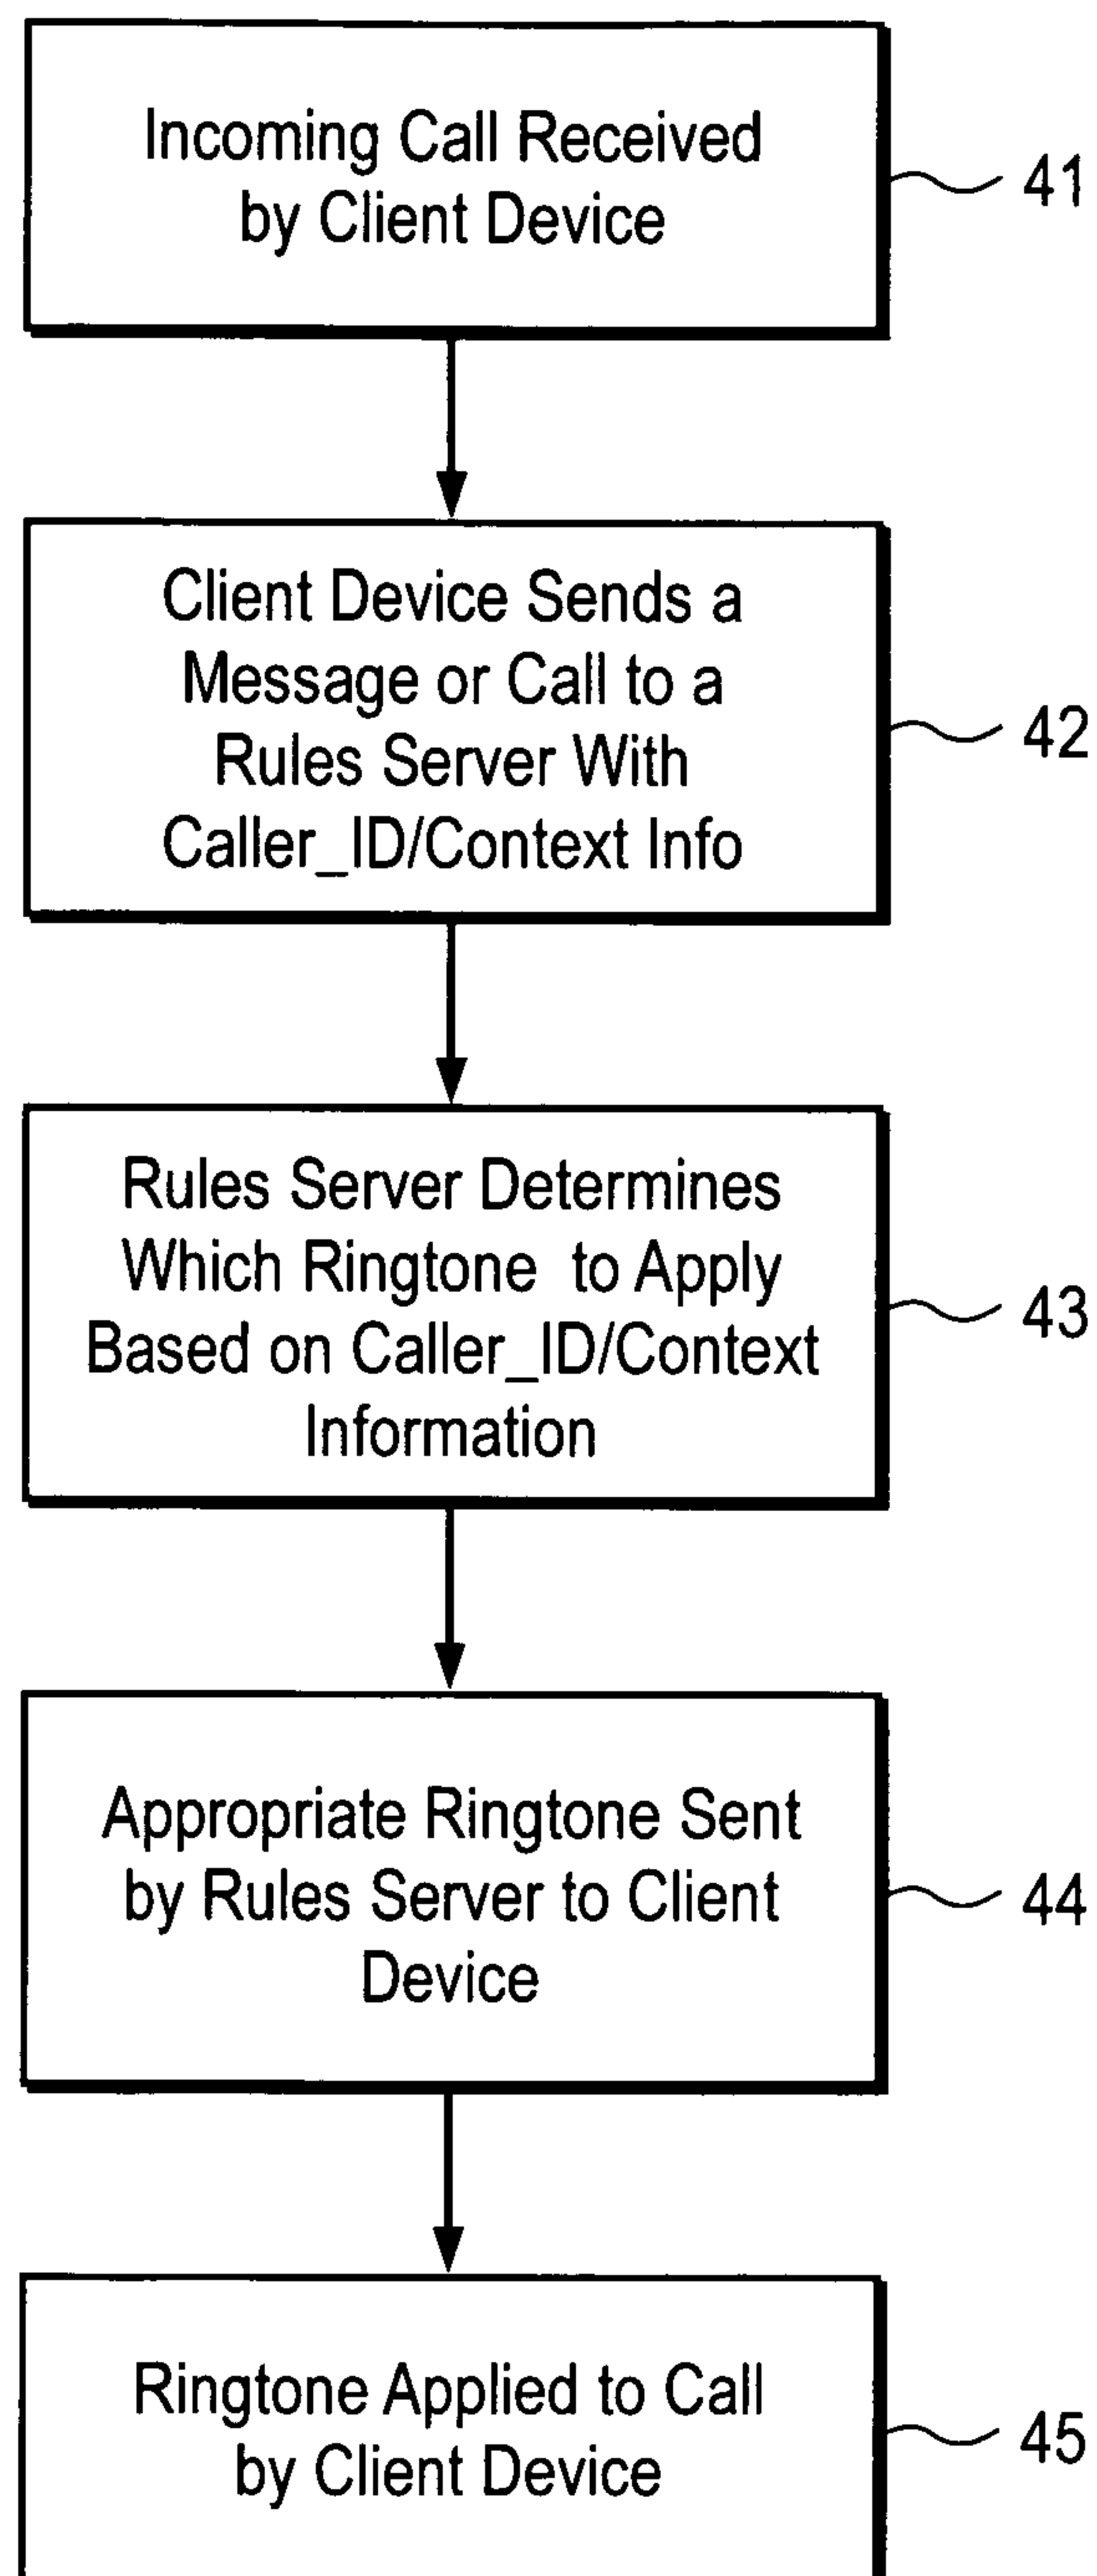 Incoming Call Received
by Client Device
41
Client Device Sends a
Message or Call to a
Rules Server With
Caller_ID/Context Info
42
Rules Server Determines
Which Ringtone to Apply
Based on Caller_ID/Context
Information
43
Appropriate Ringtone Sent
by Rules Server to Client
Device
44
Ringtone Applied to Call
by Client Device
45